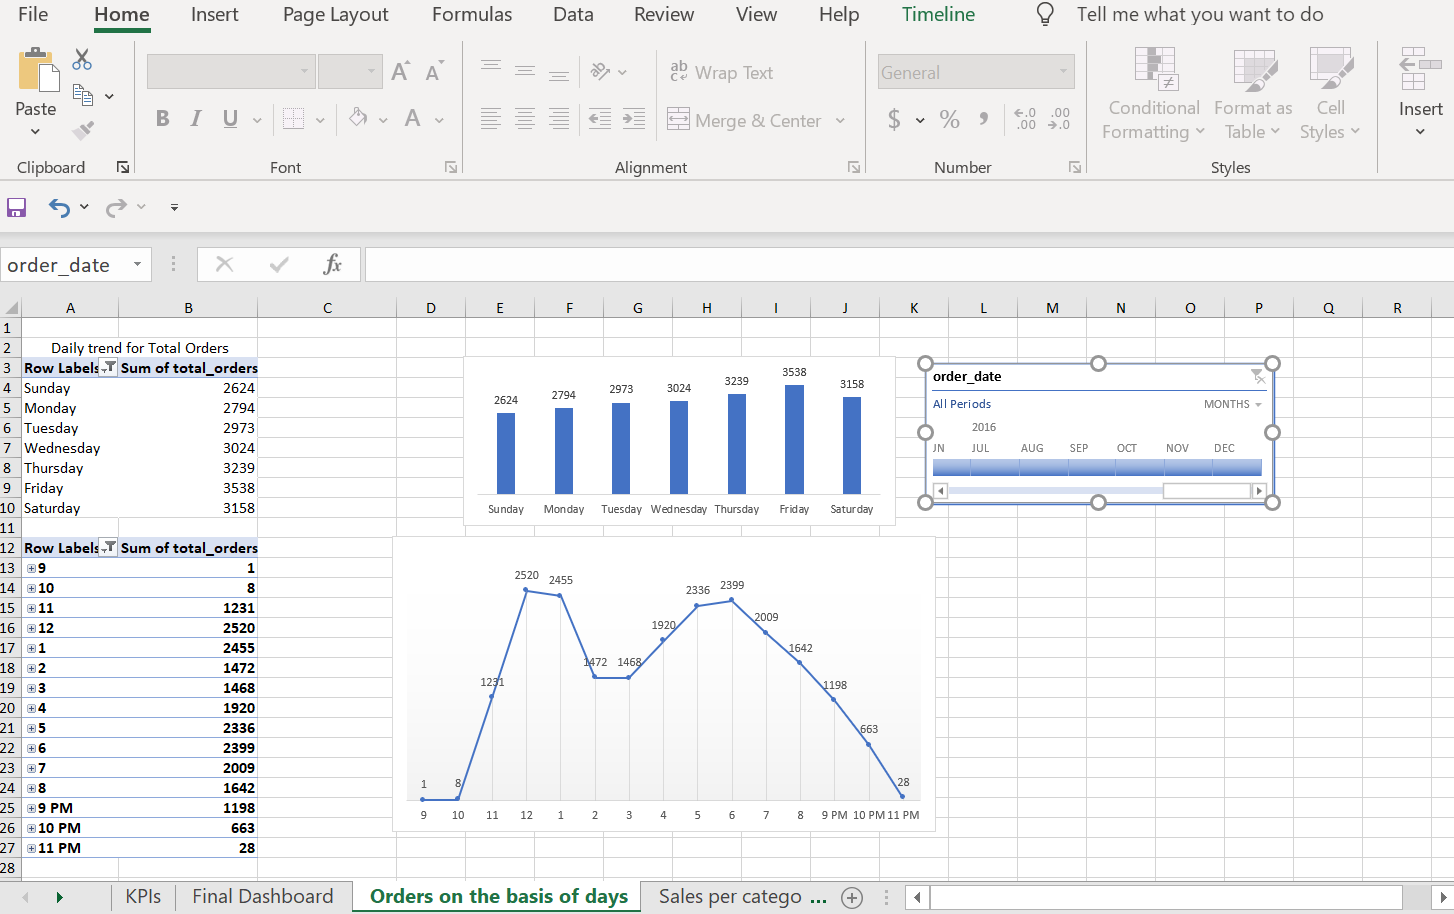 File Home Insert Page Layout Formulas Data Review View Help Timeline Tell me what you want to do
Paste
B I U A A A
ab Wrap Text
Merge & Center
General
$ % 9 .00 .00
Conditional Formatting
Format as Table
Cell Styles
Insert
Clipboard Font Alignment Number Styles
order_date fx
A B C D E F G H I J K L M N O P Q R
1
2 Daily trend for Total Orders
3 Row Labels Sum of total_orders
4 Sunday 2624
5 Monday 2794
6 Tuesday 2973
7 Wednesday 3024
8 Thursday 3239
9 Friday 3538
10 Saturday 3158
11
12 Row Labels Sum of total_orders
13 9 1
14 10 8
15 11 1231
16 12 2520
17 1 2455
18 2 1472
19 3 1468
20 4 1920
21 5 2336
22 6 2399
23 7 2009
24 8 1642
25 9 PM 1198
26 10 PM 663
27 11 PM 28
28
2624 2794 2973 3024 3239 3538 3158
Sunday Monday Tuesday Wednesday Thursday Friday Saturday
order_date
All Periods MONTHS
2016
JN JUL AUG SEP OCT NOV DEC
1 8 1231 2520 2455 1472 1468 1920 2336 2399 2009 1642 1198 663 28
9 10 11 12 1 2 3 4 5 6 7 8 9 PM 10 PM 11 PM
KPIs Final Dashboard Orders on the basis of days Sales per catego ...